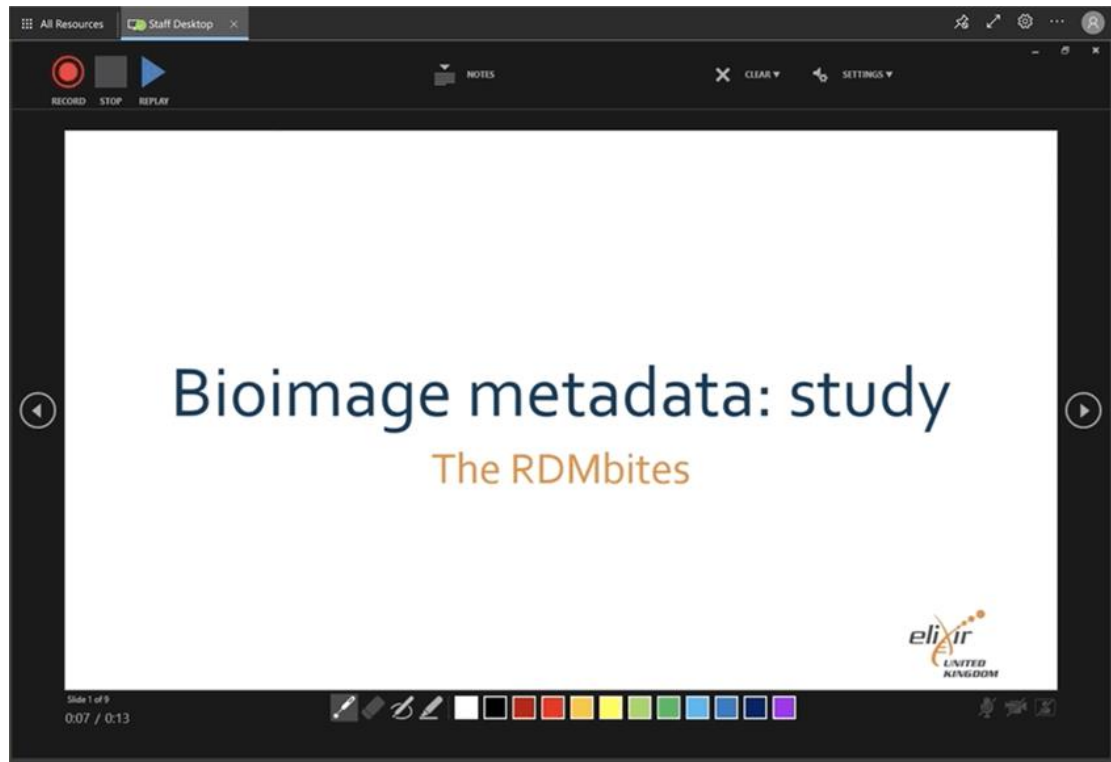 All Resources
Staff Desktop
RECORD
STOP
REPLAY
NOTES
CLEAR
SETTINGS
Bioimage metadata: study
The RDMbites
elixir
UNITED
KINGDOM
Slide 1 of 9
0:07 / 0:13